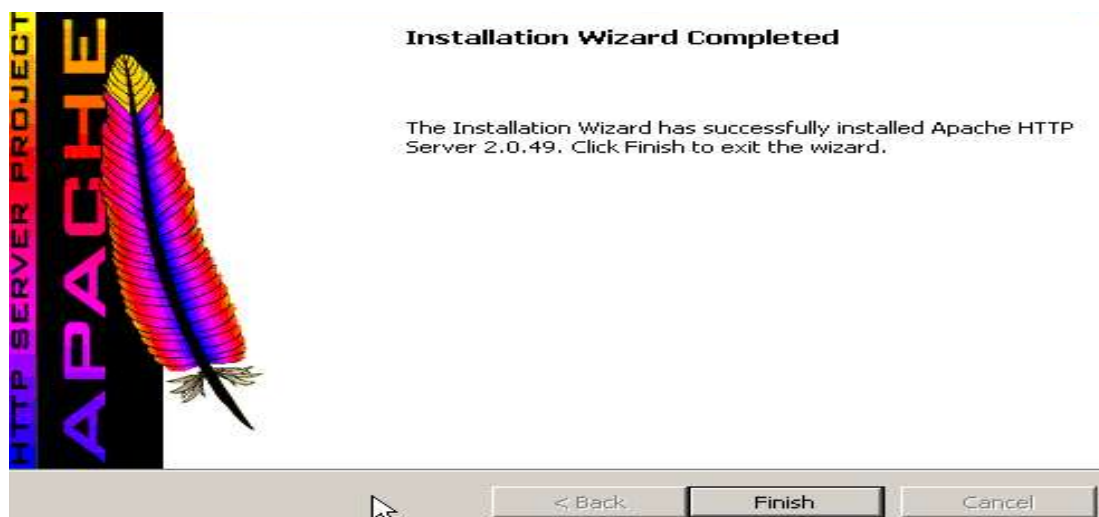 HTTP SERVER PROJECT
APACHE
Installation Wizard Completed
The Installation Wizard has successfully installed Apache HTTP
Server 2.0.49. Click Finish to exit the wizard.
< Back
Finish
Cancel